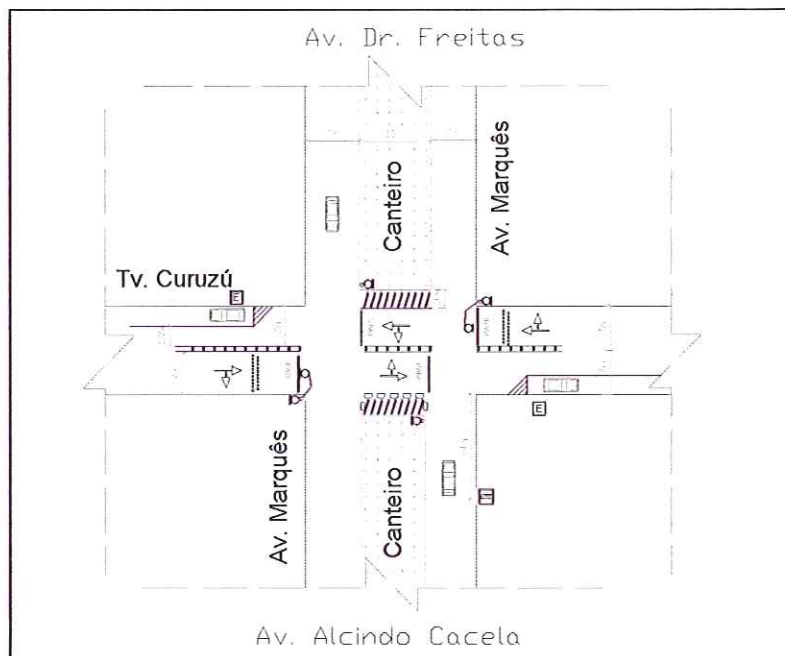 Av. Dr. Freitas
Canteiro
Av. Marquês
Tv. Curuzú
E
E
Av. Marquês
Canteiro
Av. Alcindo Cacela